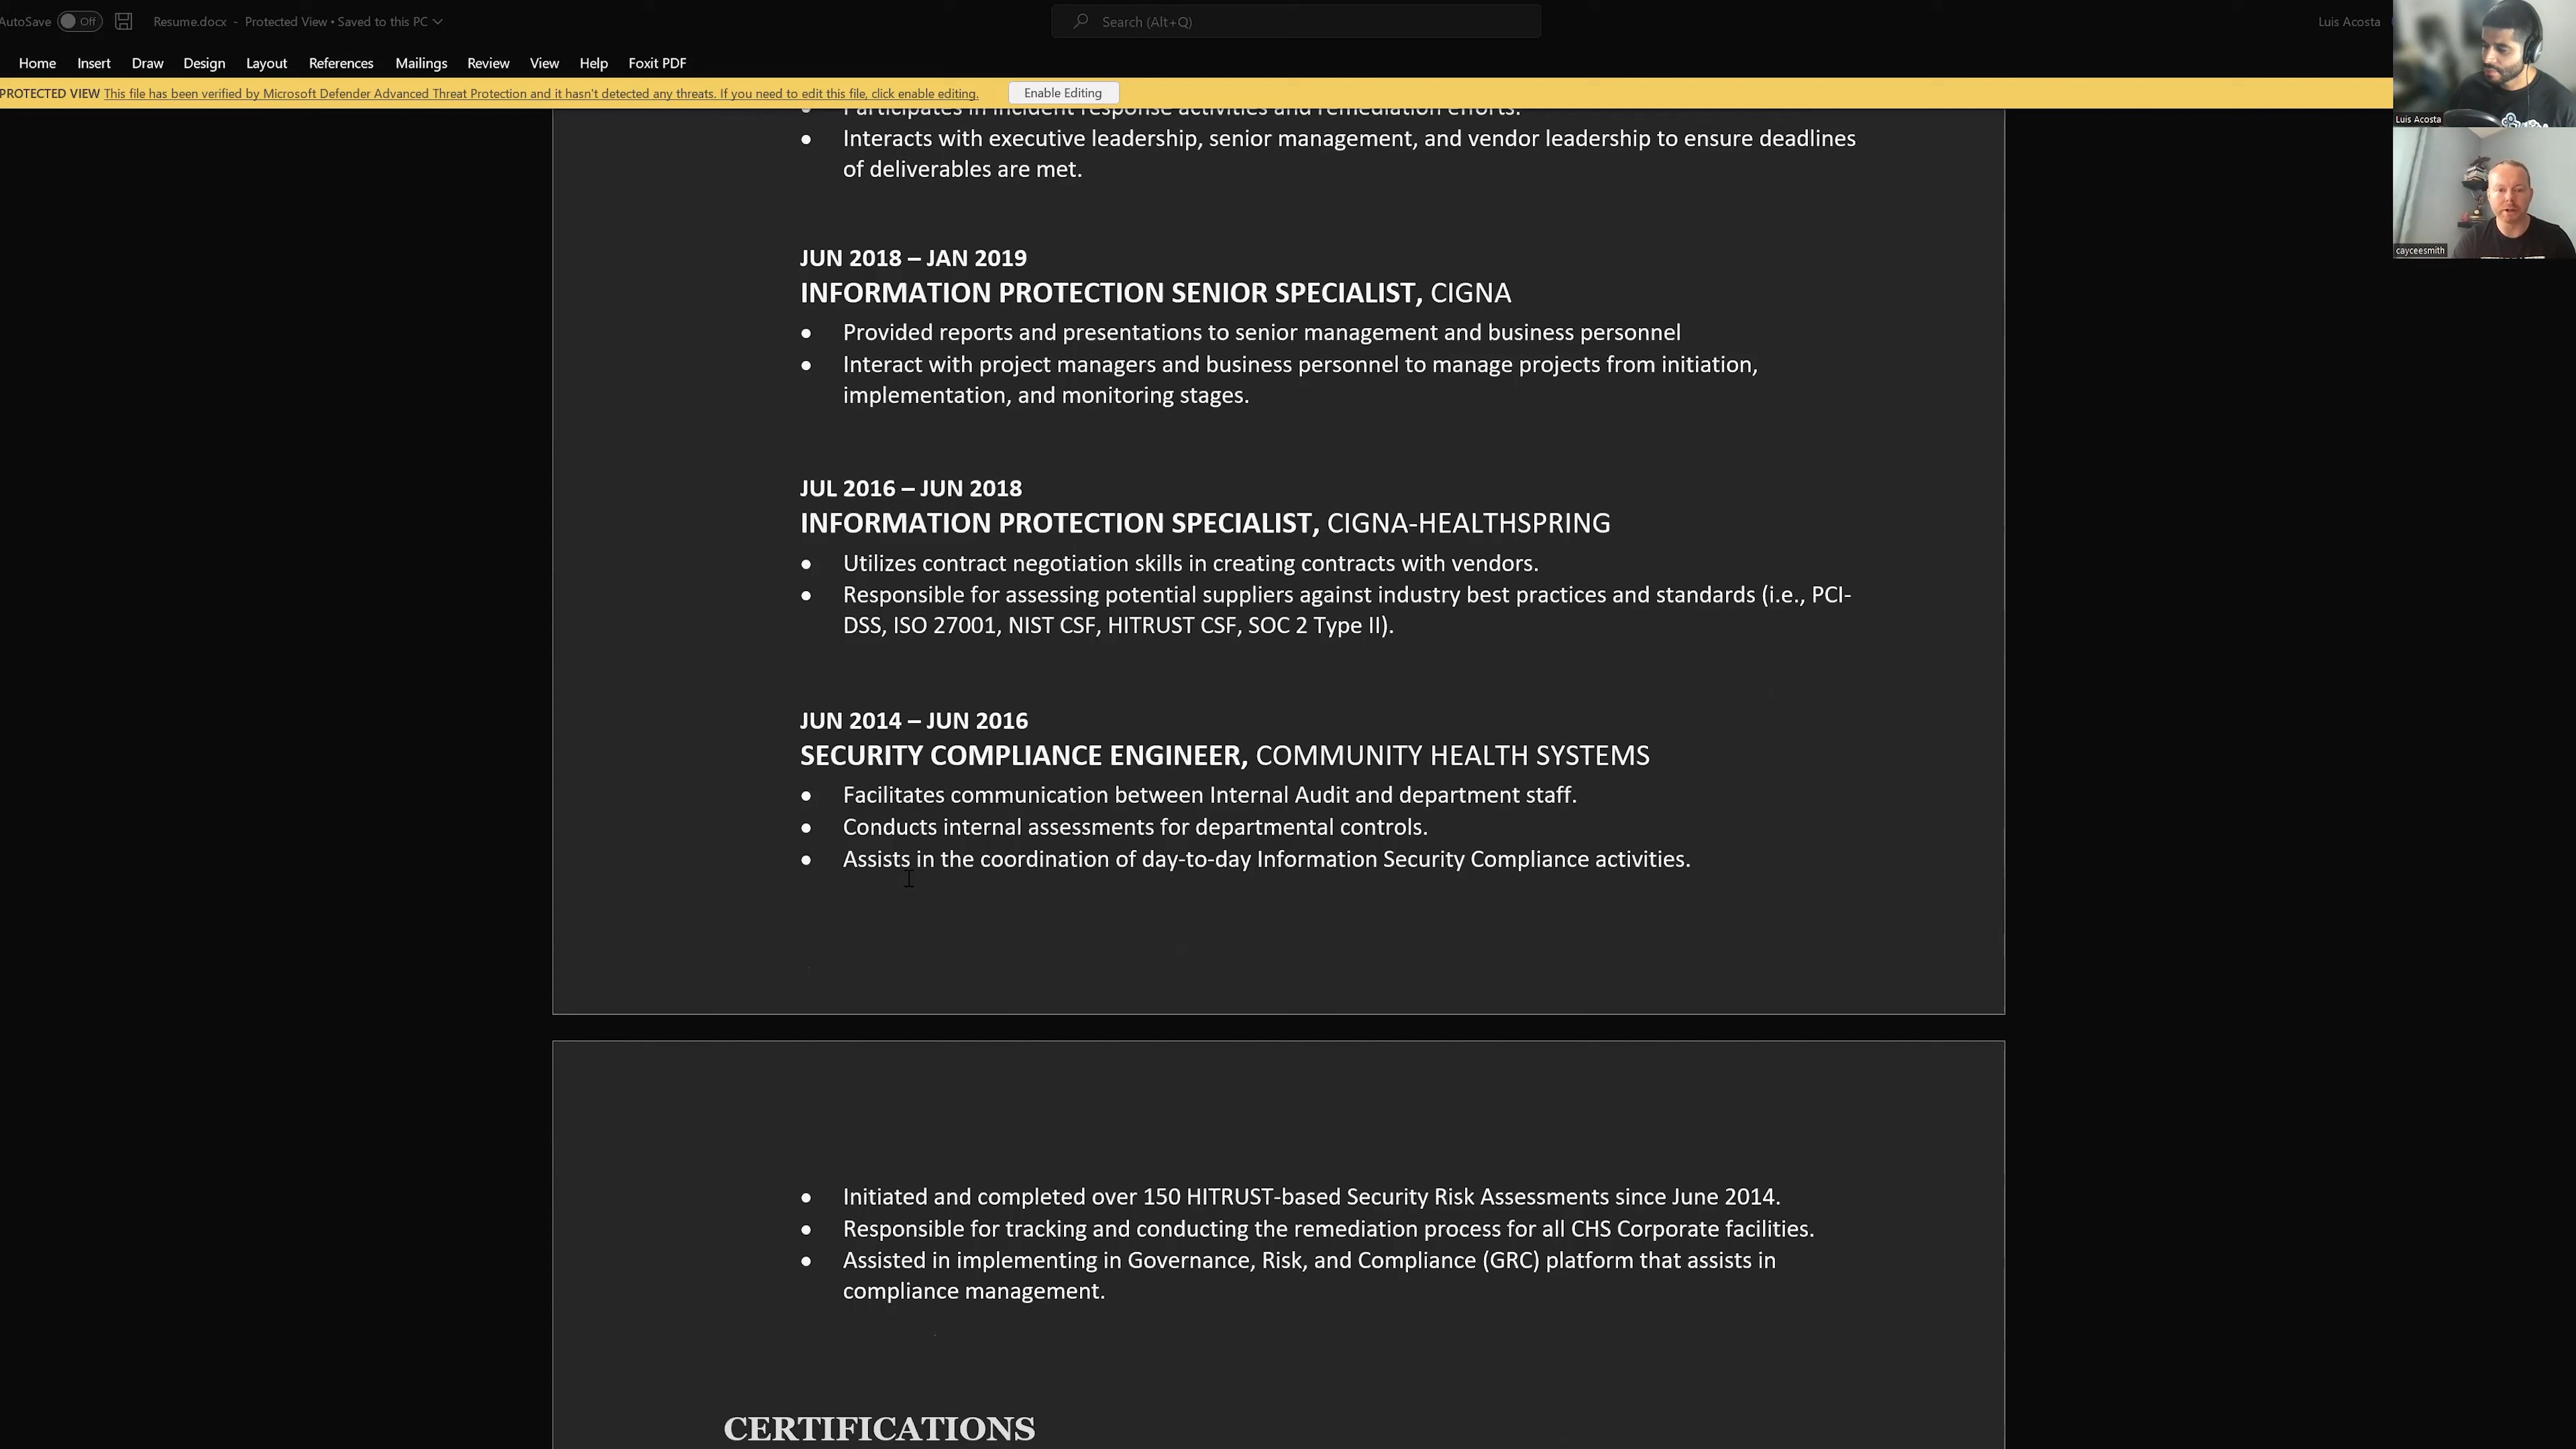 AutoSave Off Resume.docx - Protected View • Saved to this PC Search (Alt+Q) Luis Acosta
Home Insert Draw Design Layout References Mailings Review View Help Foxit PDF
PROTECTED VIEW This file has been verified by Microsoft Defender Advanced Threat Protection and it hasn't detected any threats. If you need to edit this file, click enable editing. Enable Editing
Luis Acosta
cayceesmith
• Participates in incident response activities and remediation efforts.
• Interacts with executive leadership, senior management, and vendor leadership to ensure deadlines
of deliverables are met.
JUN 2018 – JAN 2019
INFORMATION PROTECTION SENIOR SPECIALIST, CIGNA
• Provided reports and presentations to senior management and business personnel
• Interact with project managers and business personnel to manage projects from initiation,
implementation, and monitoring stages.
JUL 2016 – JUN 2018
INFORMATION PROTECTION SPECIALIST, CIGNA-HEALTHSPRING
• Utilizes contract negotiation skills in creating contracts with vendors.
• Responsible for assessing potential suppliers against industry best practices and standards (i.e., PCI-
DSS, ISO 27001, NIST CSF, HITRUST CSF, SOC 2 Type II).
JUN 2014 – JUN 2016
SECURITY COMPLIANCE ENGINEER, COMMUNITY HEALTH SYSTEMS
• Facilitates communication between Internal Audit and department staff.
• Conducts internal assessments for departmental controls.
• Assists in the coordination of day-to-day Information Security Compliance activities.
• Initiated and completed over 150 HITRUST-based Security Risk Assessments since June 2014.
• Responsible for tracking and conducting the remediation process for all CHS Corporate facilities.
• Assisted in implementing in Governance, Risk, and Compliance (GRC) platform that assists in
compliance management.
CERTIFICATIONS